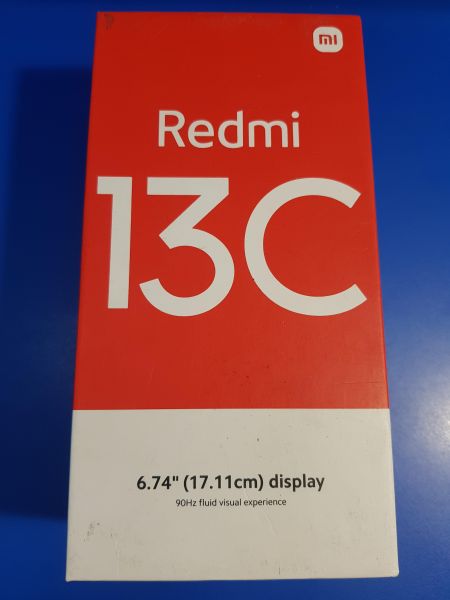 mi
Redmi
13C
6.74" (17.11cm) display
90Hz fluid visual experience